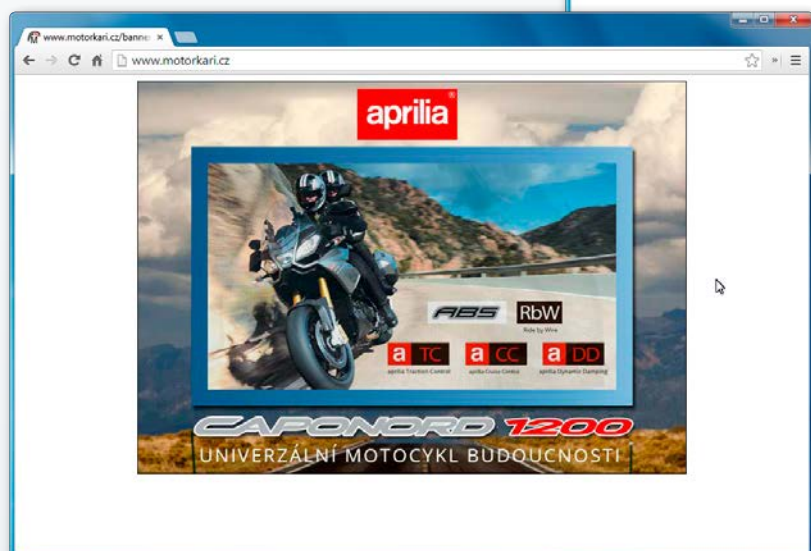 www.motorkari.cz/banne
www.motorkari.cz
aprilia®
ABS
RbW
Ride by Wire
a TC
a CC
a DD
aprilia Traction Control
aprilia Cruise Control
aprilia Dynamic Damping
CAPONORD 1200
UNIVERZÁLNÍ MOTOCYKL BUDOUCNOSTI